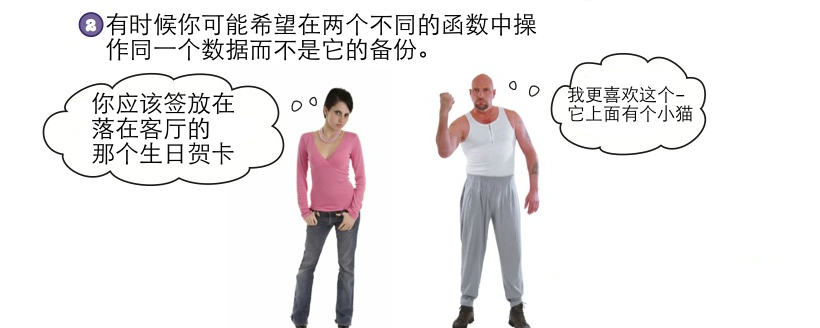 2 有时候你可能希望在两个不同的函数中操
作同一个数据而不是它的备份。
你应该签放在
落在客厅的
那个生日贺卡
我更喜欢这个-
它上面有个小猫